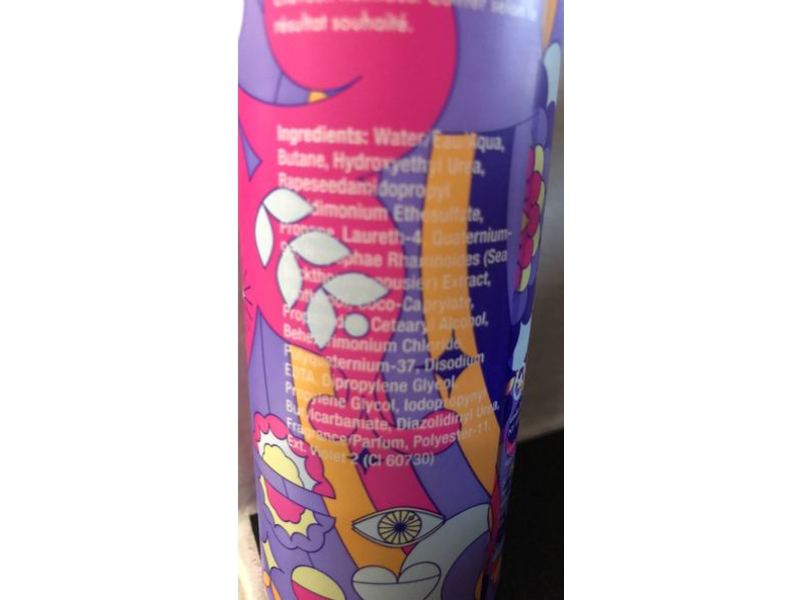 selon le
résultat souhaité.
Ingredients: Water/Eau/Aqua,
Butane, Hydroxyethyl Urea,
Rapeseedamidopropyl
Ethosulfate,
Propane, Laureth-4, Quaternium-
Rhamnoides (Sea
Extract,
Coco-Caprylate,
Cetearyl Alcohol,
Chloride,
Polyquaternium-37, Disodium
EDTA, Dipropylene Glycol,
Propylene Glycol, Iodopropynyl
Butylcarbamate, Diazolidinyl Urea,
Fragrance/Parfum, Polyester-11,
Ext. Violet 2 (CI 60730)